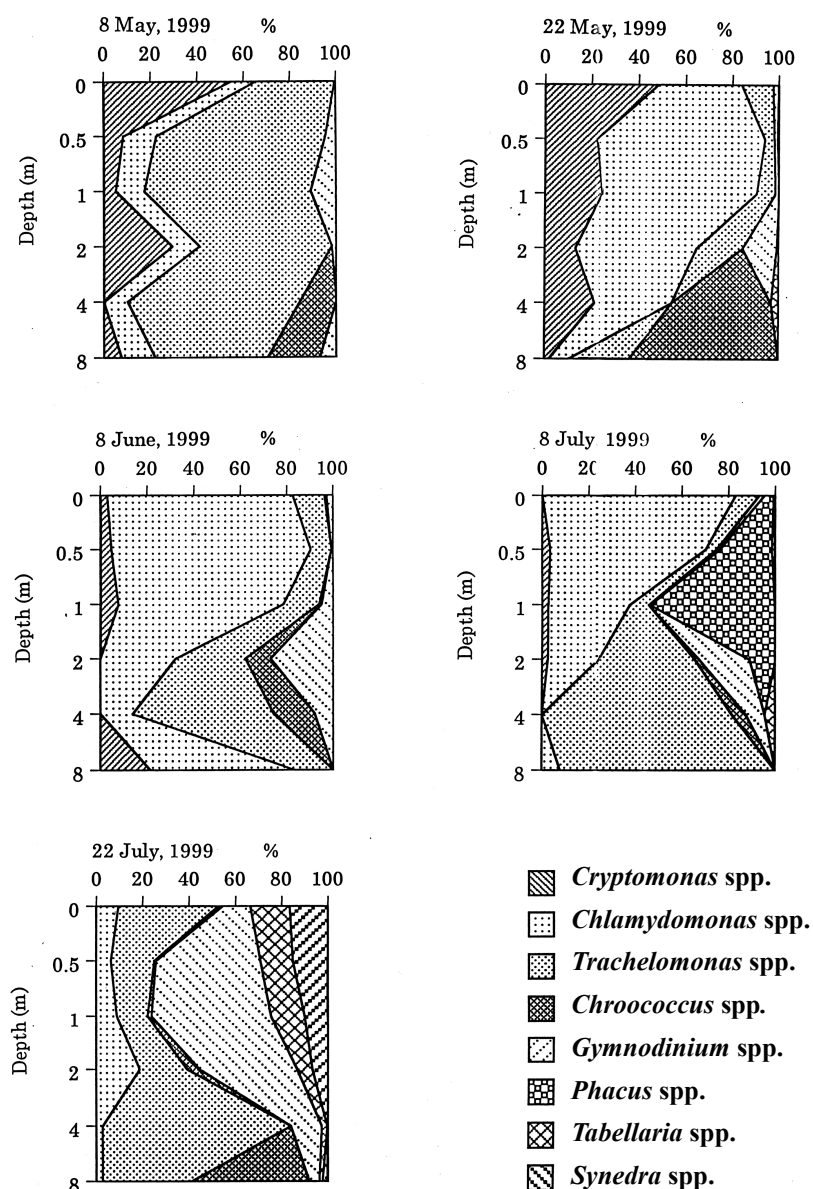 8 May, 1999 %
0 20 40 60 80 100
Depth (m)
0
0.5
1
2
4
8
22 May, 1999 %
0 20 40 60 80 100
Depth (m)
0
0.5
1
2
4
8
8 June, 1999 %
0 20 40 60 80 100
Depth (m)
0
0.5
1
2
4
8
8 July 1999 %
0 20 40 60 80 100
Depth (m)
0
0.5
1
2
4
8
22 July, 1999 %
0 20 40 60 80 100
Depth (m)
0
0.5
1
2
4
8
Cryptomonas spp.
Chlamydomonas spp.
Trachelomonas spp.
Chroococcus spp.
Gymnodinium spp.
Phacus spp.
Tabellaria spp.
Synedra spp.